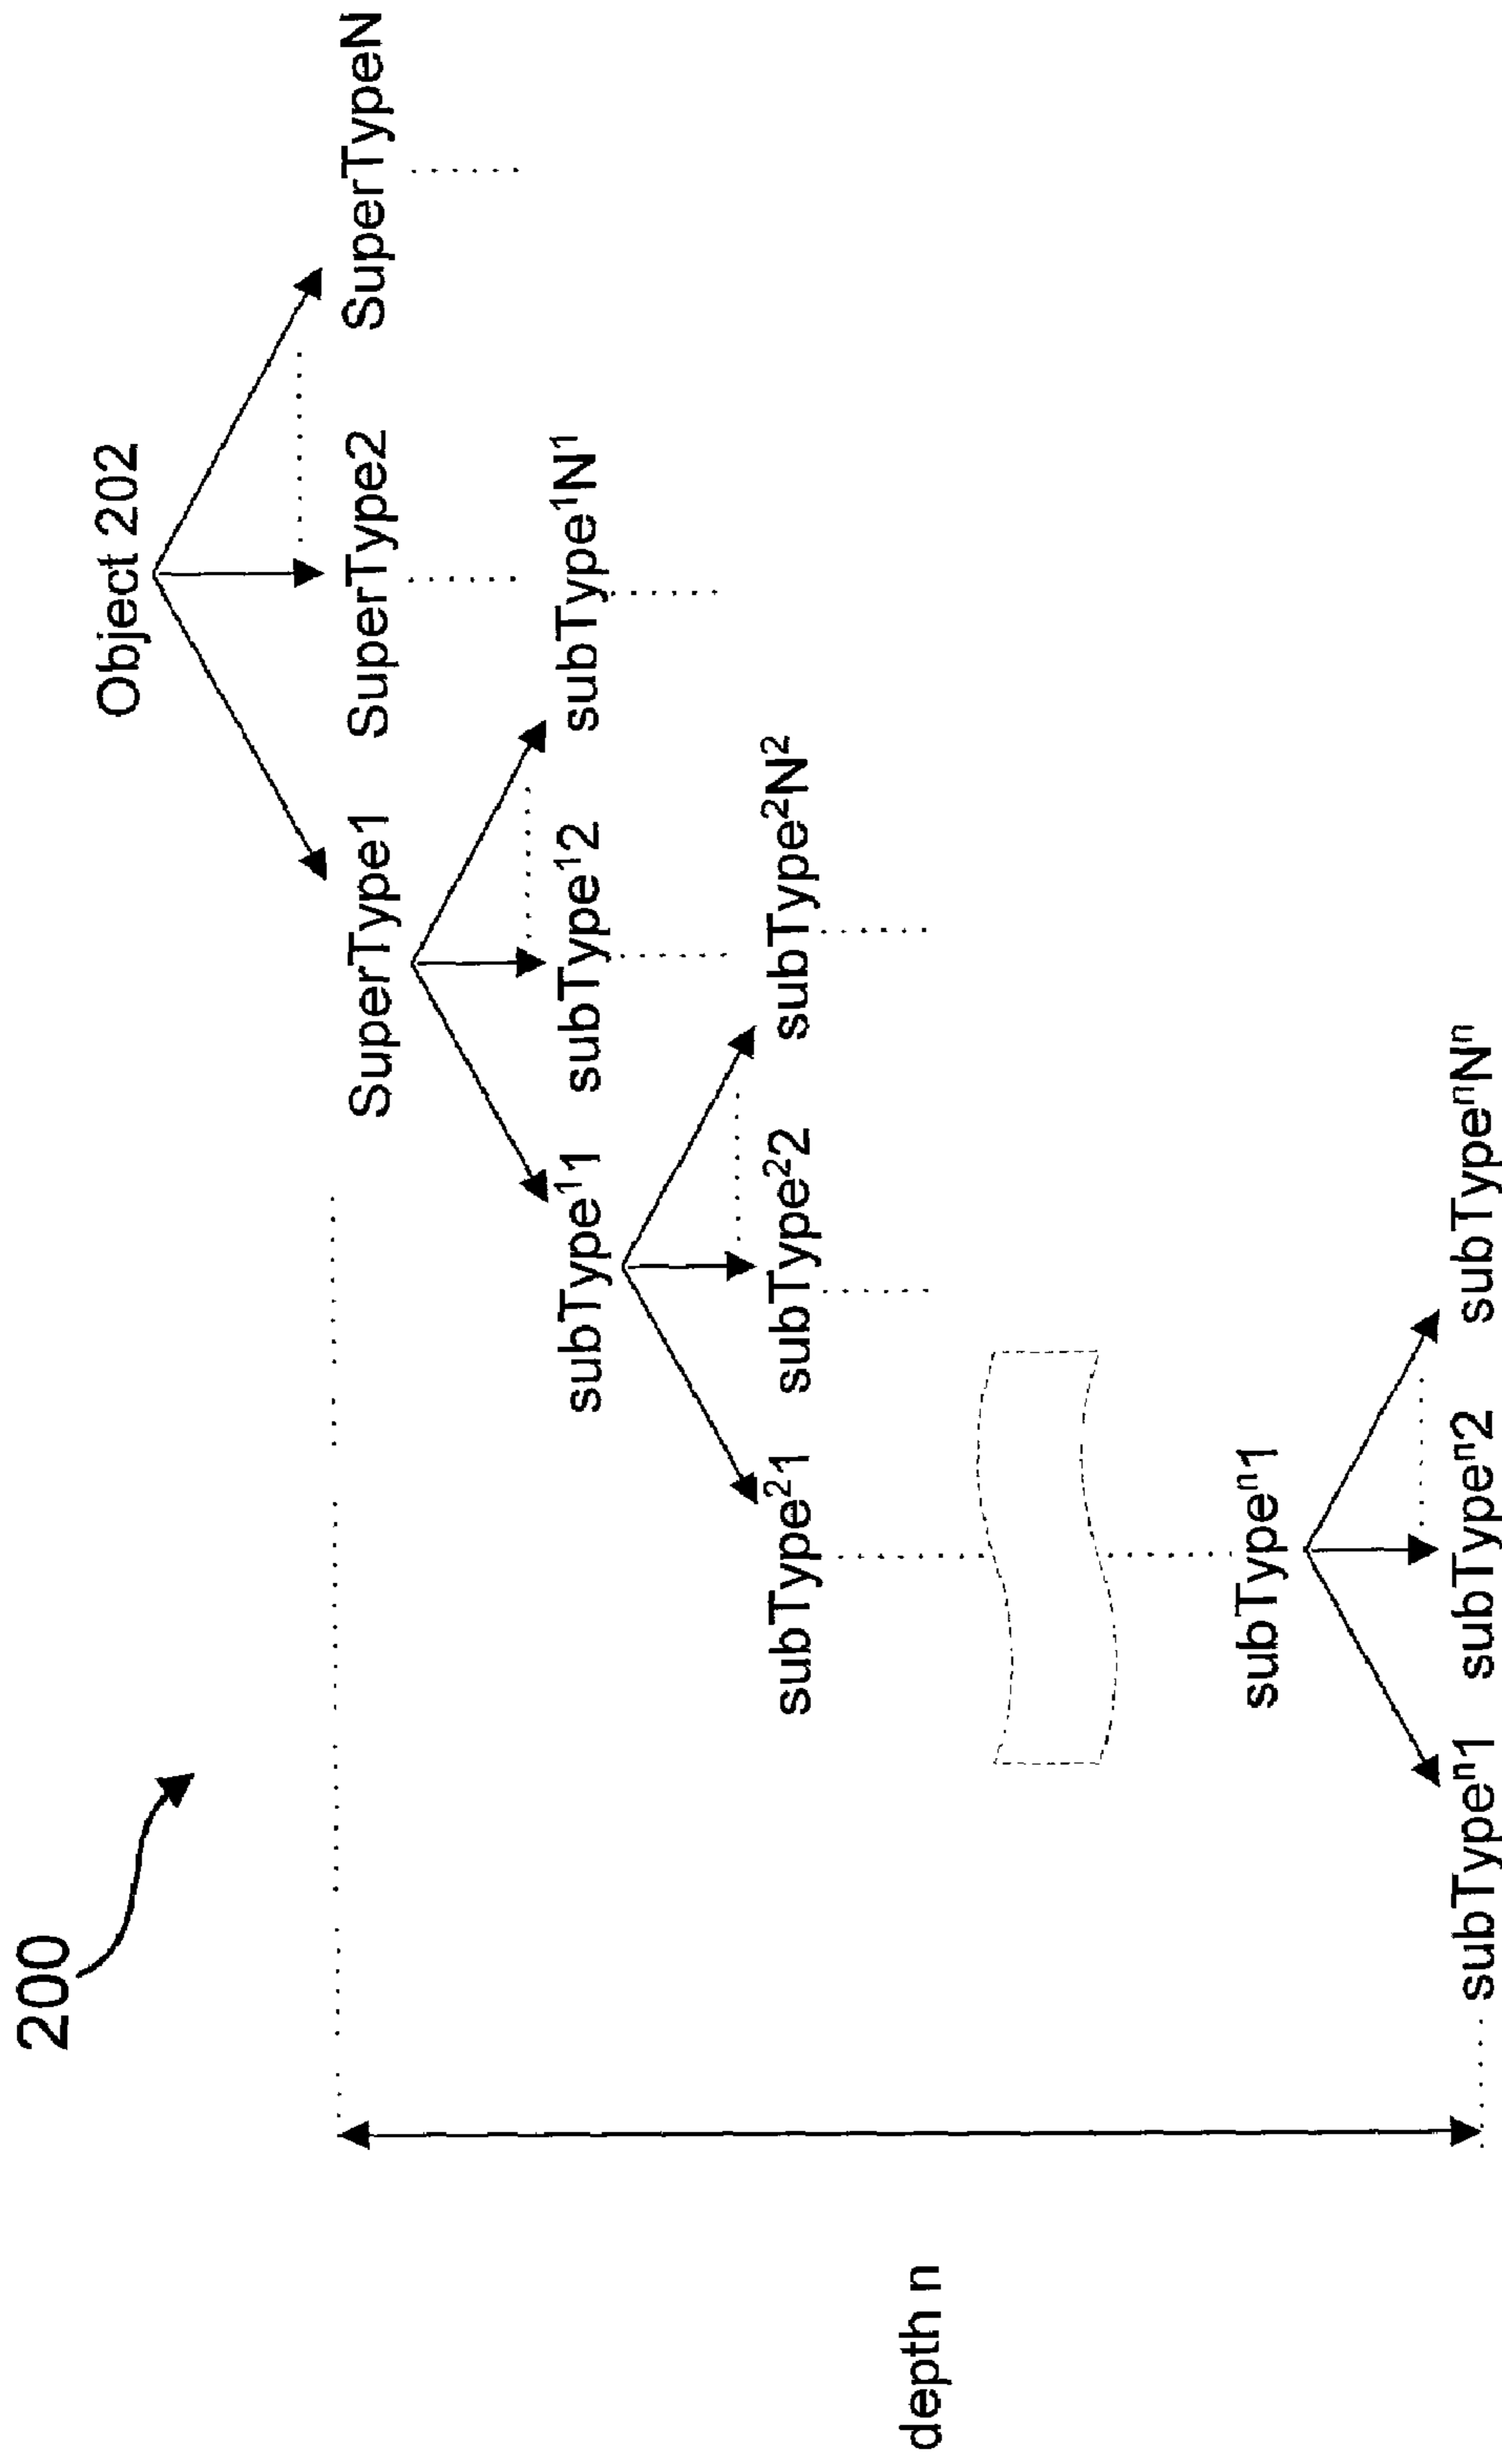 200
Object 202
SuperType1 SuperType2 SuperTypeN
subType¹1 subType¹2 subType¹N¹
subType²1 subType²2 subType²N²
depth n
subTypeⁿ1
subTypeⁿ1 subTypeⁿ2 subTypeⁿNⁿ